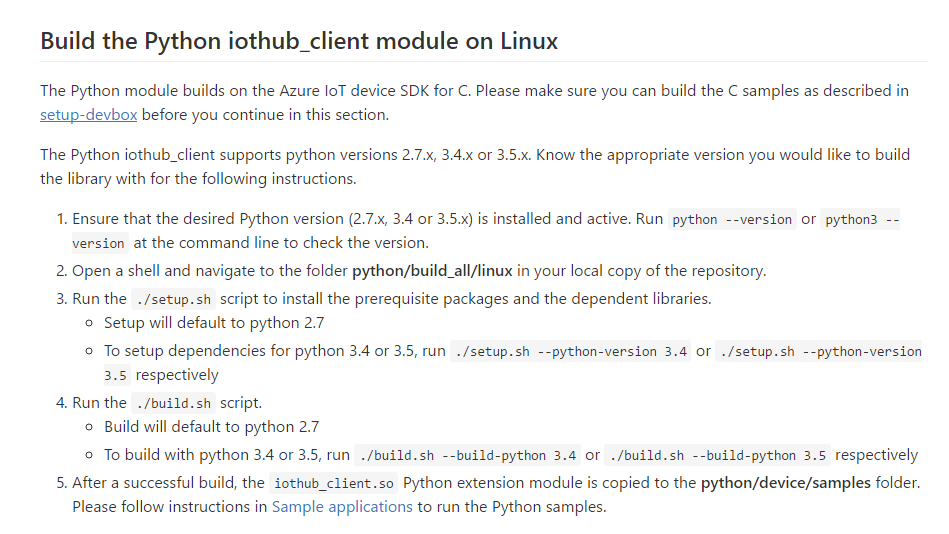 Build the Python iothub_client module on Linux
The Python module builds on the Azure IoT device SDK for C. Please make sure you can build the C samples as described in
setup-devbox before you continue in this section.
The Python iothub_client supports python versions 2.7.x, 3.4.x or 3.5.x. Know the appropriate version you would like to build
the library with for the following instructions.
1. Ensure that the desired Python version (2.7.x, 3.4 or 3.5.x) is installed and active. Run python --version or python3 --
version at the command line to check the version.
2. Open a shell and navigate to the folder python/build_all/linux in your local copy of the repository.
3. Run the ./setup.sh script to install the prerequisite packages and the dependent libraries.
○ Setup will default to python 2.7
○ To setup dependencies for python 3.4 or 3.5, run ./setup.sh --python-version 3.4 or ./setup.sh --python-version
3.5 respectively
4. Run the ./build.sh script.
○ Build will default to python 2.7
○ To build with python 3.4 or 3.5, run ./build.sh --build-python 3.4 or ./build.sh --build-python 3.5 respectively
5. After a successful build, the iothub_client.so Python extension module is copied to the python/device/samples folder.
Please follow instructions in Sample applications to run the Python samples.